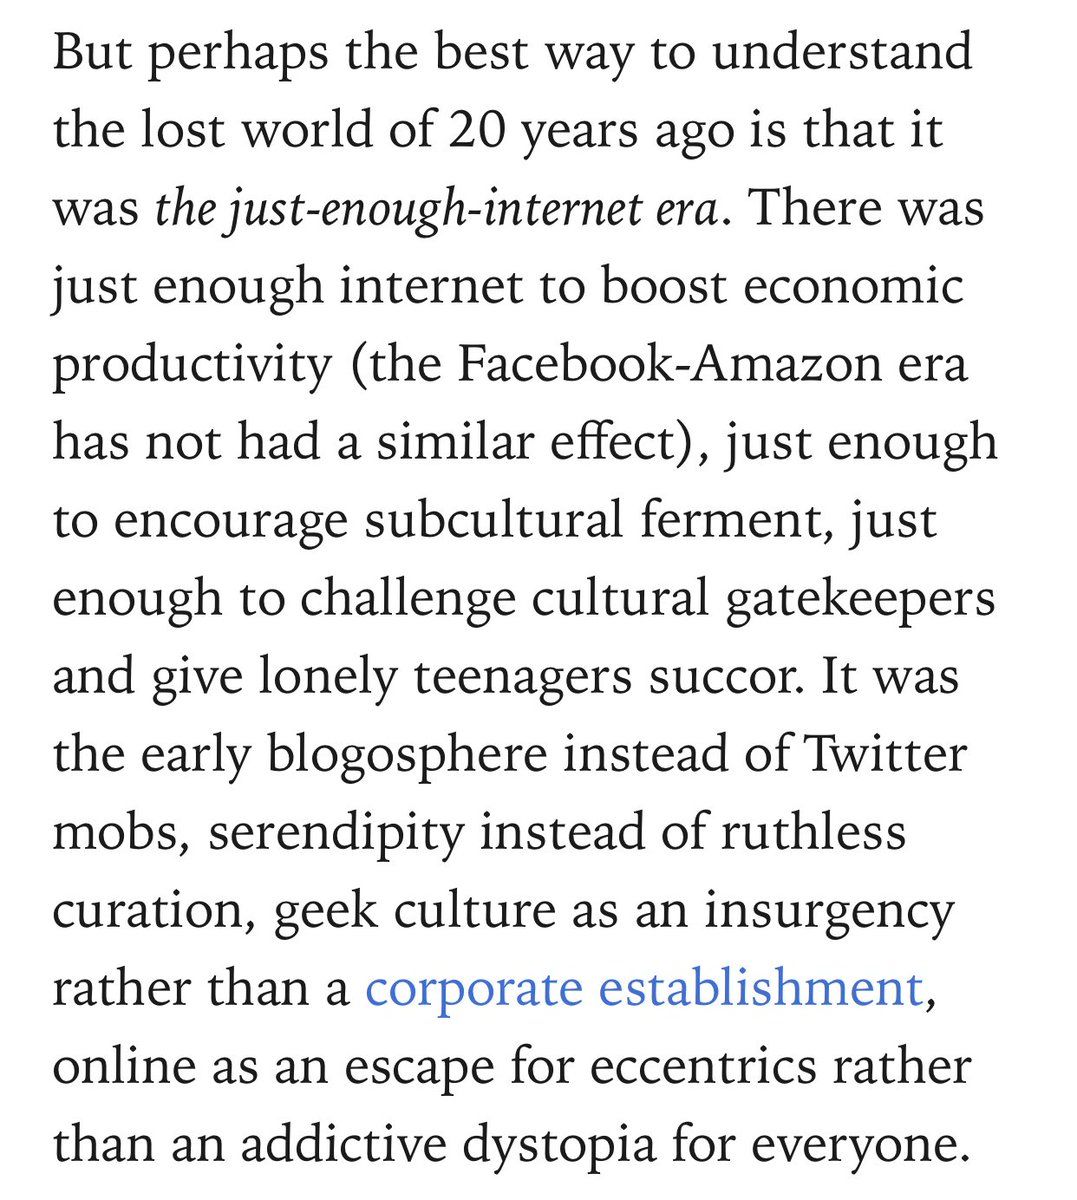 But perhaps the best way to understand
the lost world of 20 years ago is that it
was the just-enough-internet era. There was
just enough internet to boost economic
productivity (the Facebook-Amazon era
has not had a similar effect), just enough
to encourage subcultural ferment, just
enough to challenge cultural gatekeepers
and give lonely teenagers succor. It was
the early blogosphere instead of Twitter
mobs, serendipity instead of ruthless
curation, geek culture as an insurgency
rather than a corporate establishment,
online as an escape for eccentrics rather
than an addictive dystopia for everyone.